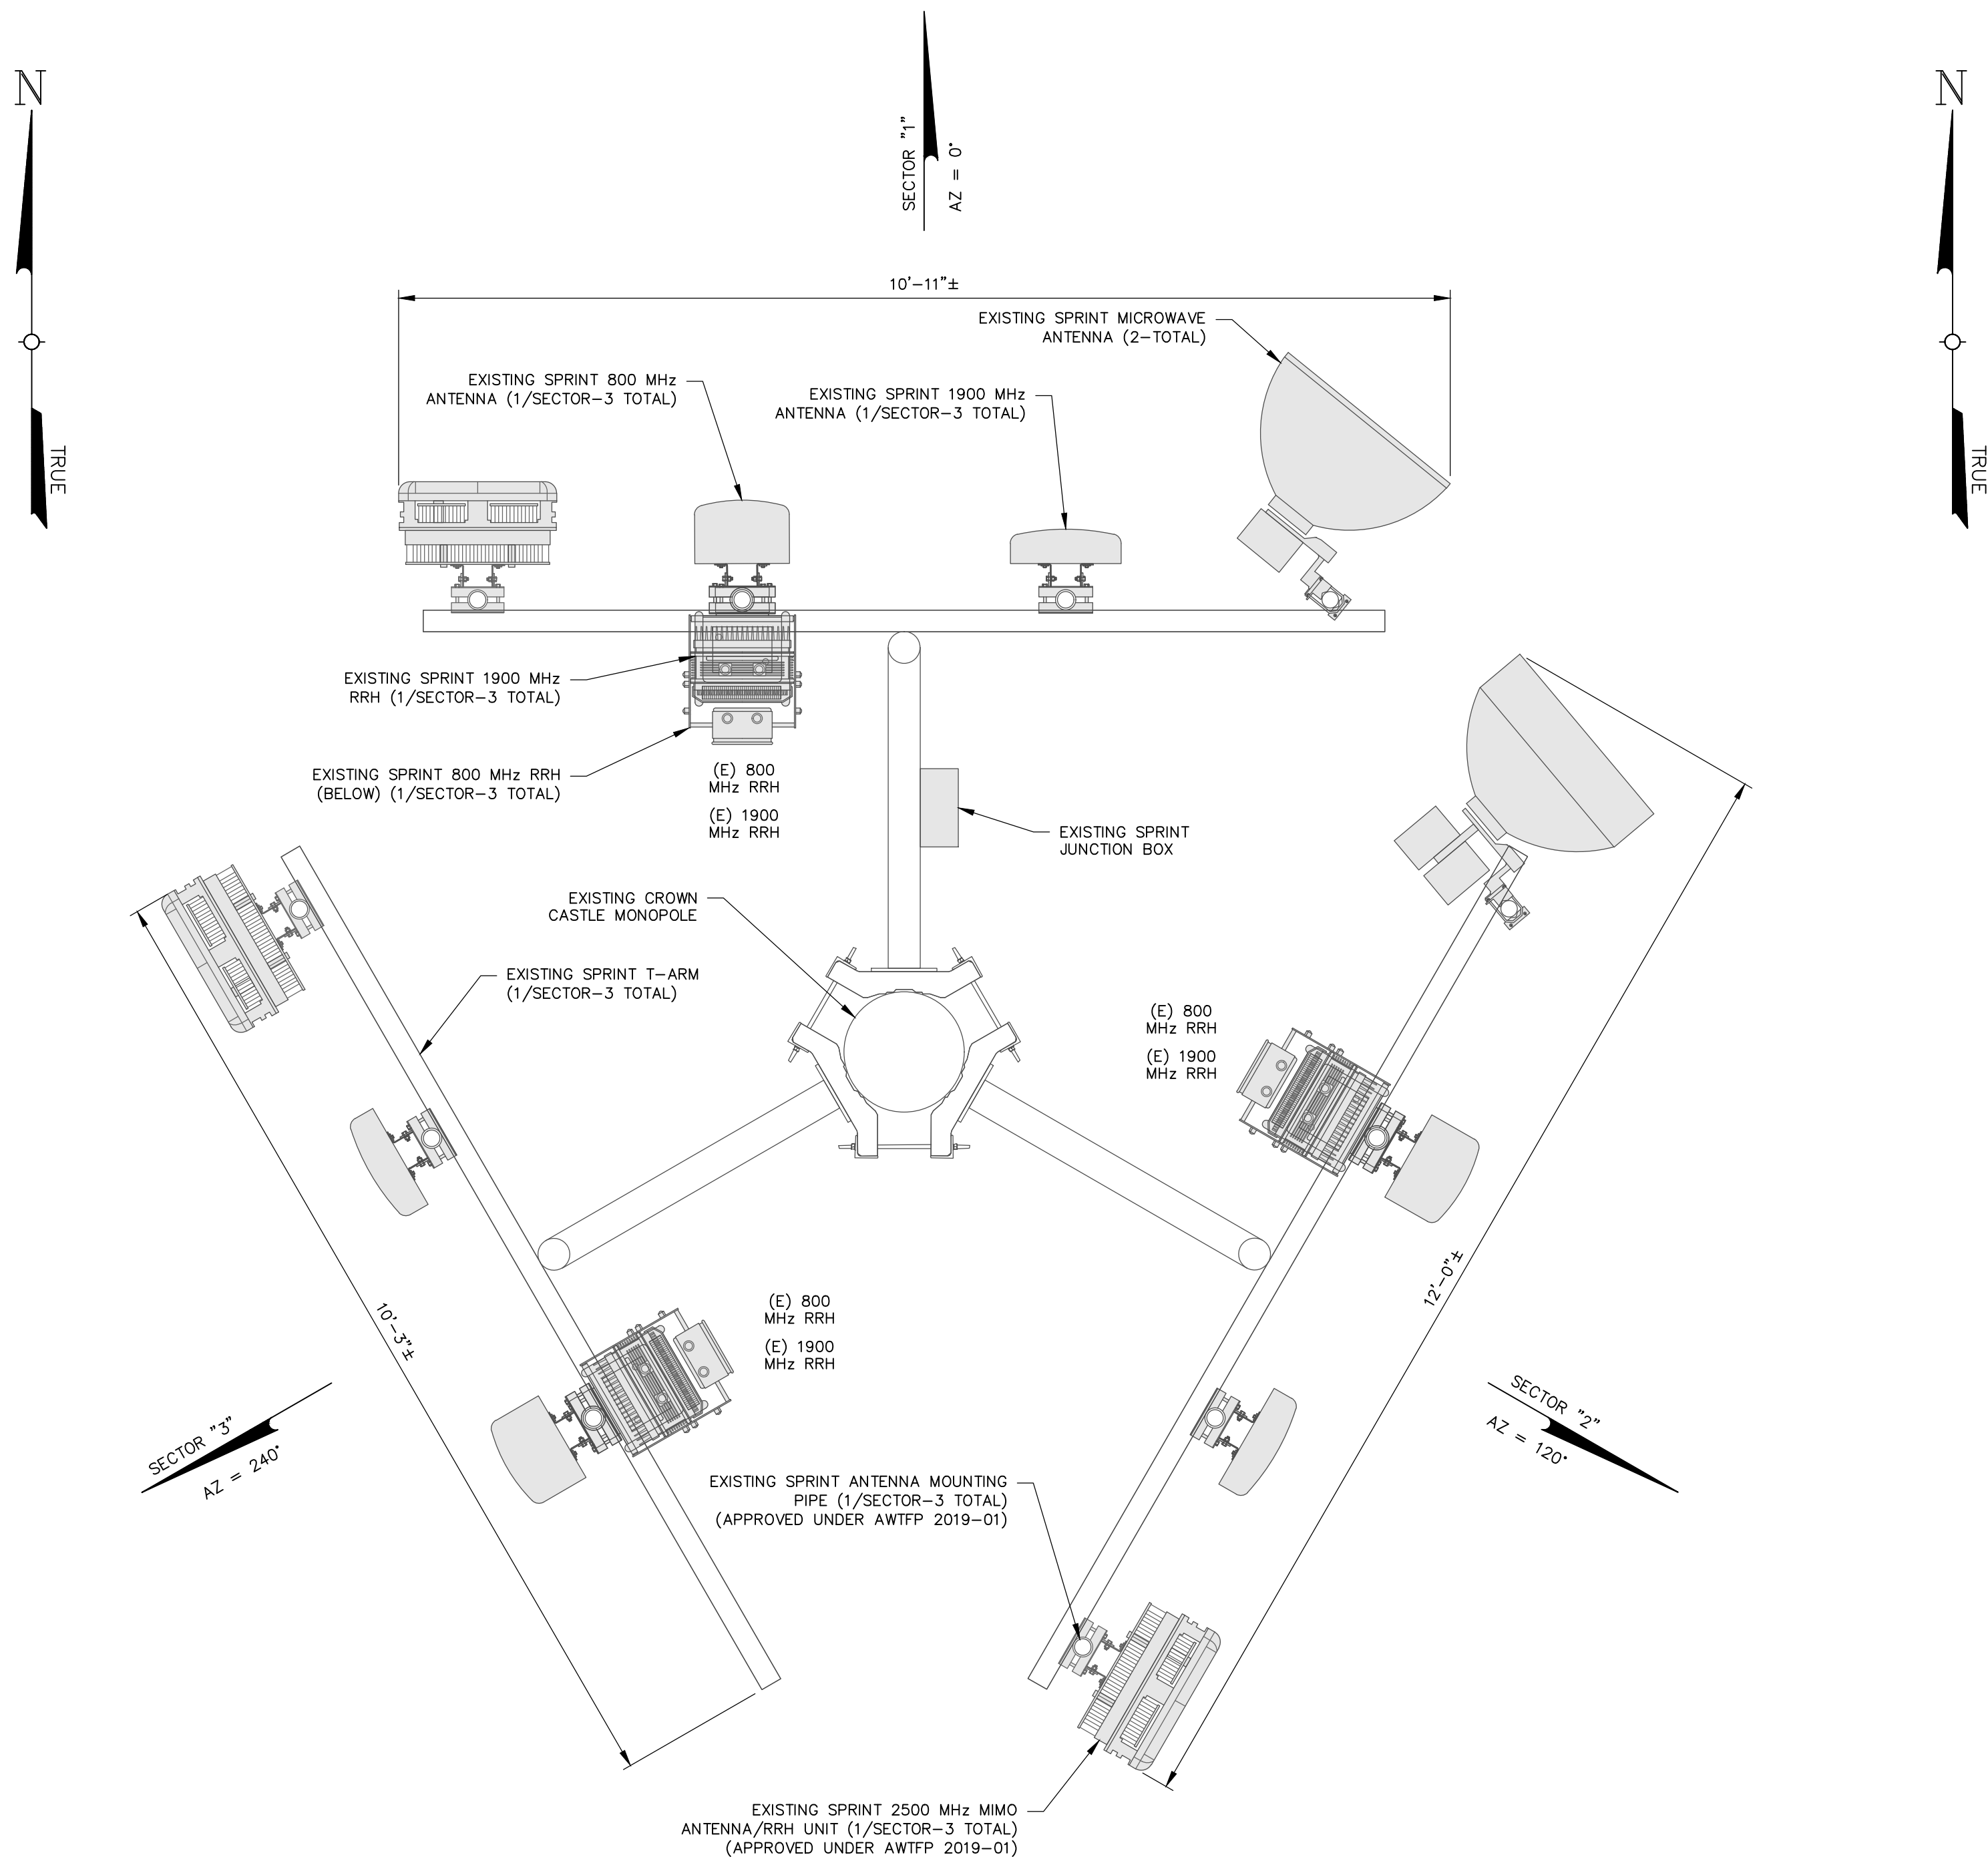 N
N
SECTOR "1"
AZ = 0°
TRUE
TRUE
10'-11"±
EXISTING SPRINT MICROWAVE
ANTENNA (2-TOTAL)
EXISTING SPRINT 800 MHz
ANTENNA (1/SECTOR-3 TOTAL)
EXISTING SPRINT 1900 MHz
ANTENNA (1/SECTOR-3 TOTAL)
EXISTING SPRINT 1900 MHz
RRH (1/SECTOR-3 TOTAL)
EXISTING SPRINT 800 MHz RRH
(BELOW) (1/SECTOR-3 TOTAL)
(E) 800
MHz RRH
(E) 1900
MHz RRH
EXISTING SPRINT
JUNCTION BOX
EXISTING CROWN
CASTLE MONOPOLE
EXISTING SPRINT T-ARM
(1/SECTOR-3 TOTAL)
(E) 800
MHz RRH
(E) 1900
MHz RRH
12'-0"±
10'-3"±
(E) 800
MHz RRH
(E) 1900
MHz RRH
SECTOR "3"
AZ = 240°
SECTOR "2"
AZ = 120°
EXISTING SPRINT ANTENNA MOUNTING
PIPE (1/SECTOR-3 TOTAL)
(APPROVED UNDER AWTFP 2019-01)
EXISTING SPRINT 2500 MHz MIMO
ANTENNA/RRH UNIT (1/SECTOR-3 TOTAL)
(APPROVED UNDER AWTFP 2019-01)